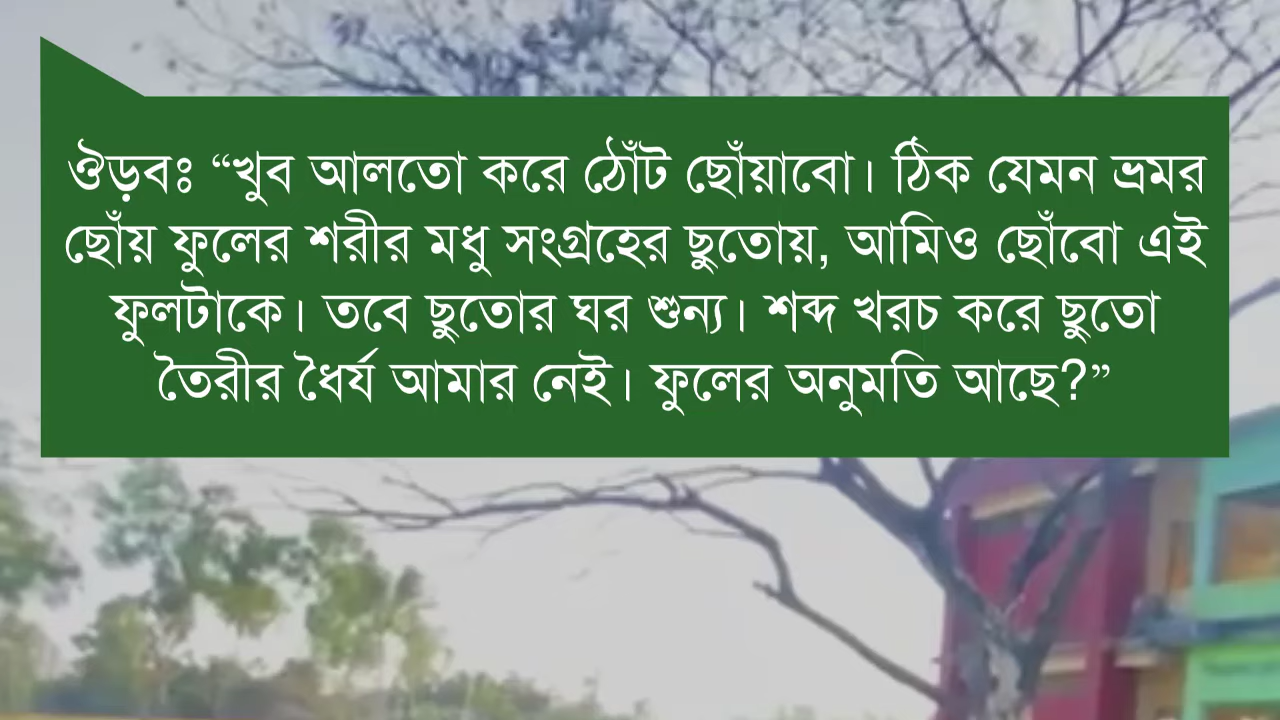 ঔড়বঃ “খুব আলতো করে ঠোঁট ছোঁয়াবো। ঠিক যেমন ভ্রমর
ছোঁয় ফুলের শরীর মধু সংগ্রহের ছুতোয়, আমিও ছোঁবো এই
ফুলটাকে। তবে ছুতোর ঘর শুন্য। শব্দ খরচ করে ছুতো
তৈরীর ধৈর্য আমার নেই। ফুলের অনুমতি আছে?”